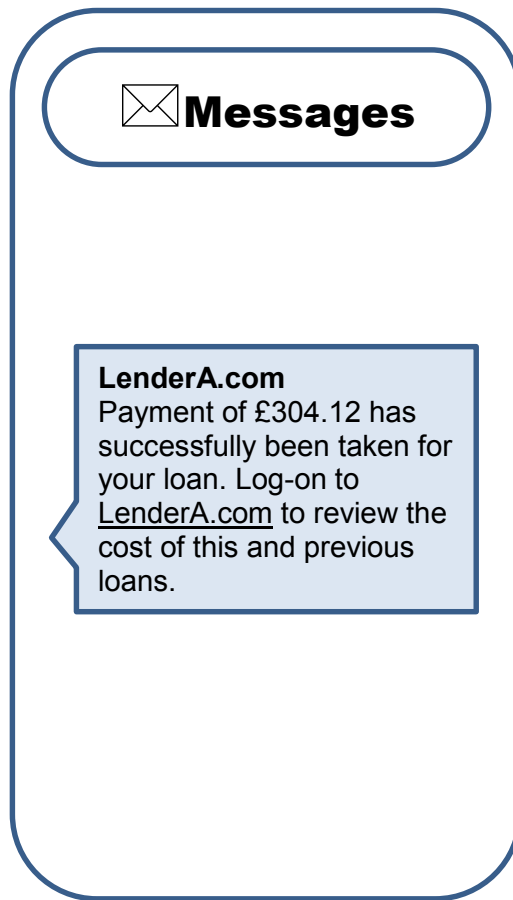 Messages
LenderA.com
Payment of £304.12 has
successfully been taken for
your loan. Log-on to
LenderA.com to review the
cost of this and previous
loans.